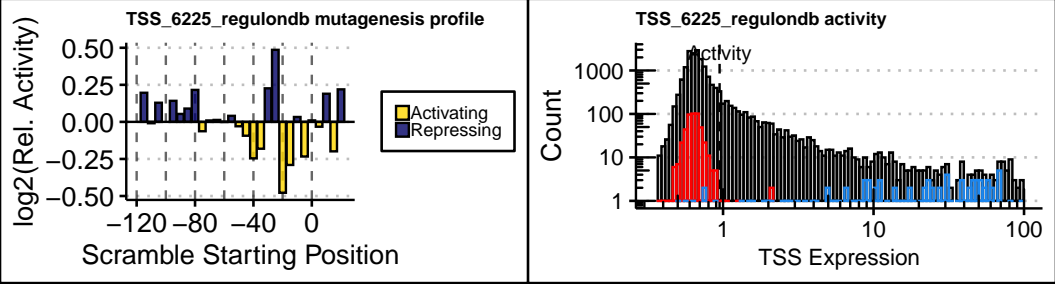 TSS_6225_regulondb mutagenesis profile
log2(Rel. Activity)
0.50
0.25
0.00
−0.25
−0.50
−120 −80 −40 0
Scramble Starting Position
Activating
Repressing
TSS_6225_regulondb activity
Activity
Count
1000
100
10
1
1 10 100
TSS Expression